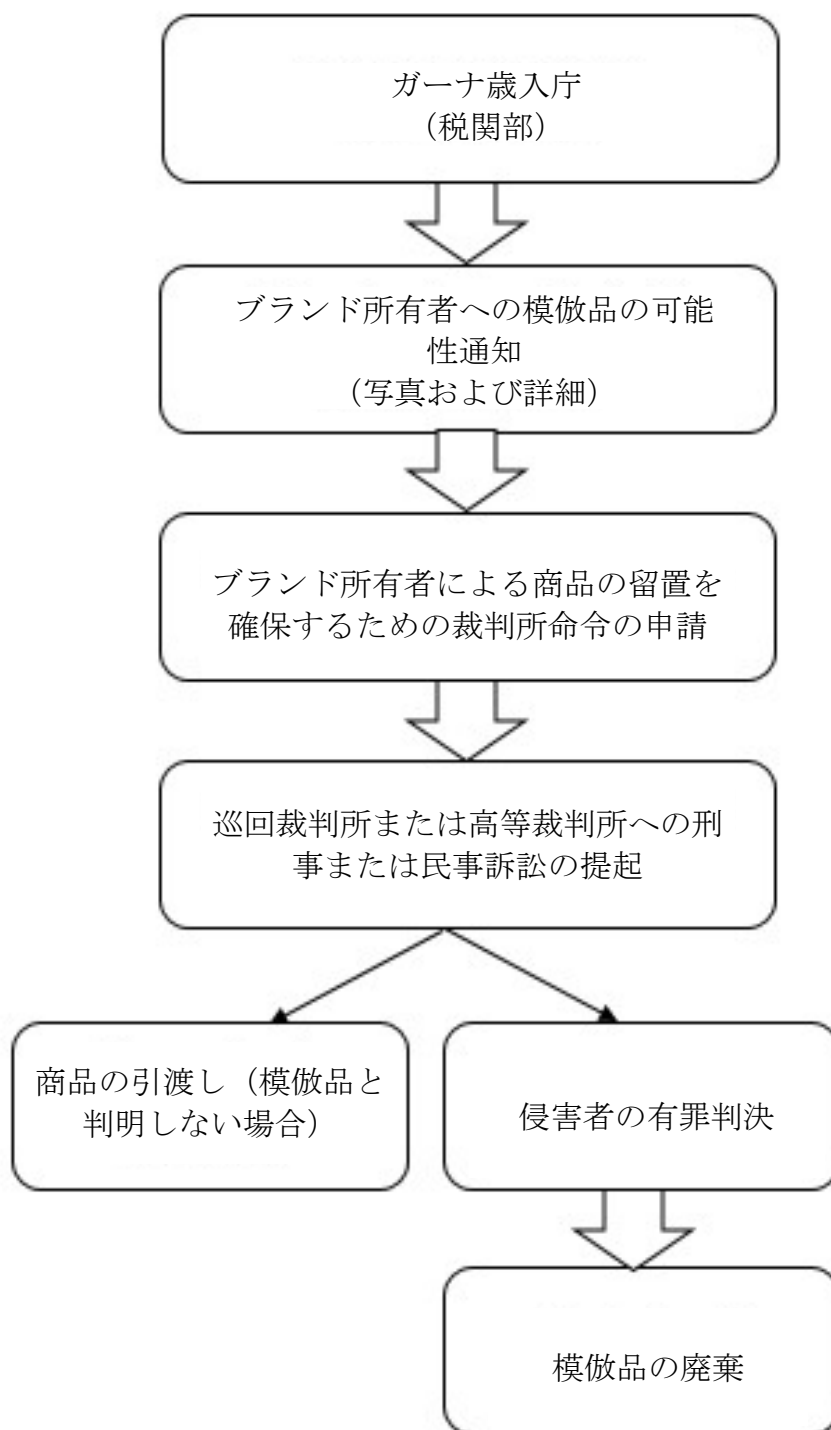 ガーナ歳入庁
（税関部）
ブランド所有者への模倣品の可能
性通知
（写真および詳細）
ブランド所有者による商品の留置を
確保するための裁判所命令の申請
巡回裁判所または高等裁判所への刑
事または民事訴訟の提起
商品の引渡し（模倣品と
判明しない場合）
侵害者の有罪判決
模倣品の廃棄